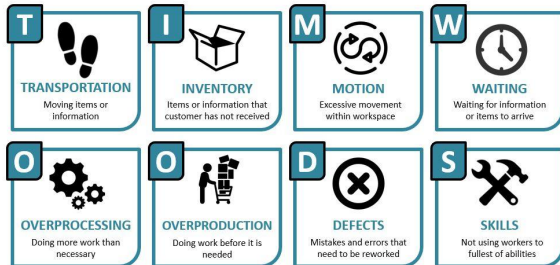 T
TRANSPORTATION
Moving items or
information
I
INVENTORY
Items or information that
customer has not received
M
MOTION
Excessive movement
within workspace
W
WAITING
Waiting for information
or items to arrive
O
OVERPROCESSING
Doing more work than
necessary
O
OVERPRODUCTION
Doing work before it is
needed
D
DEFECTS
Mistakes and errors that
need to be reworked
S
SKILLS
Not using workers to
fullest of abilities